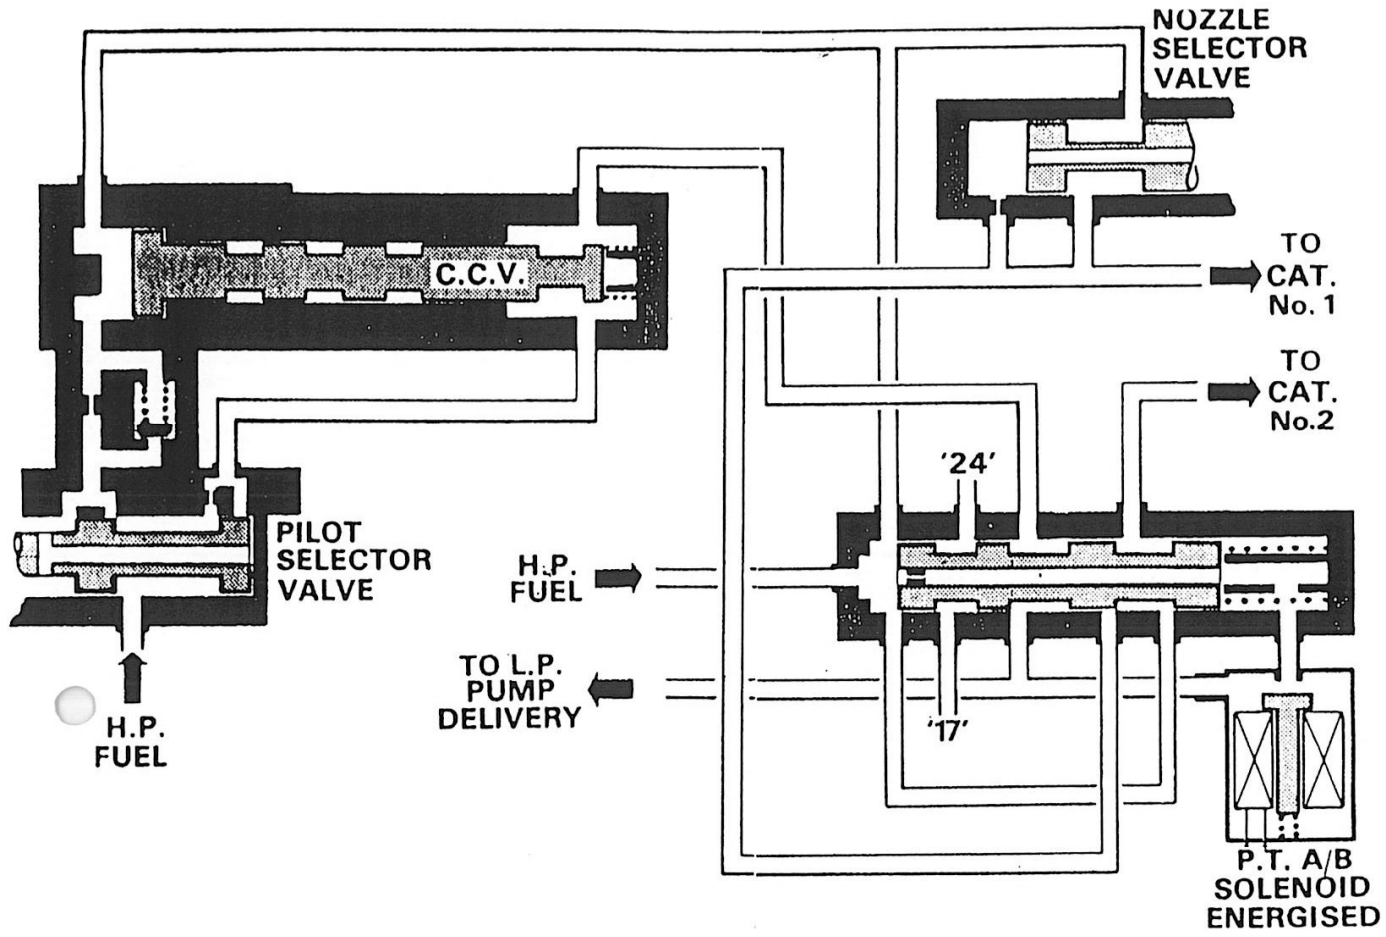 NOZZLE
SELECTOR
VALVE
C.C.V.
TO
CAT.
No. 1
TO
CAT.
No.2
'24'
PILOT
SELECTOR
VALVE
H.P.
FUEL
TO L.P.
PUMP
DELIVERY
'17'
H.P.
FUEL
P.T. A/B
SOLENOID
ENERGISED